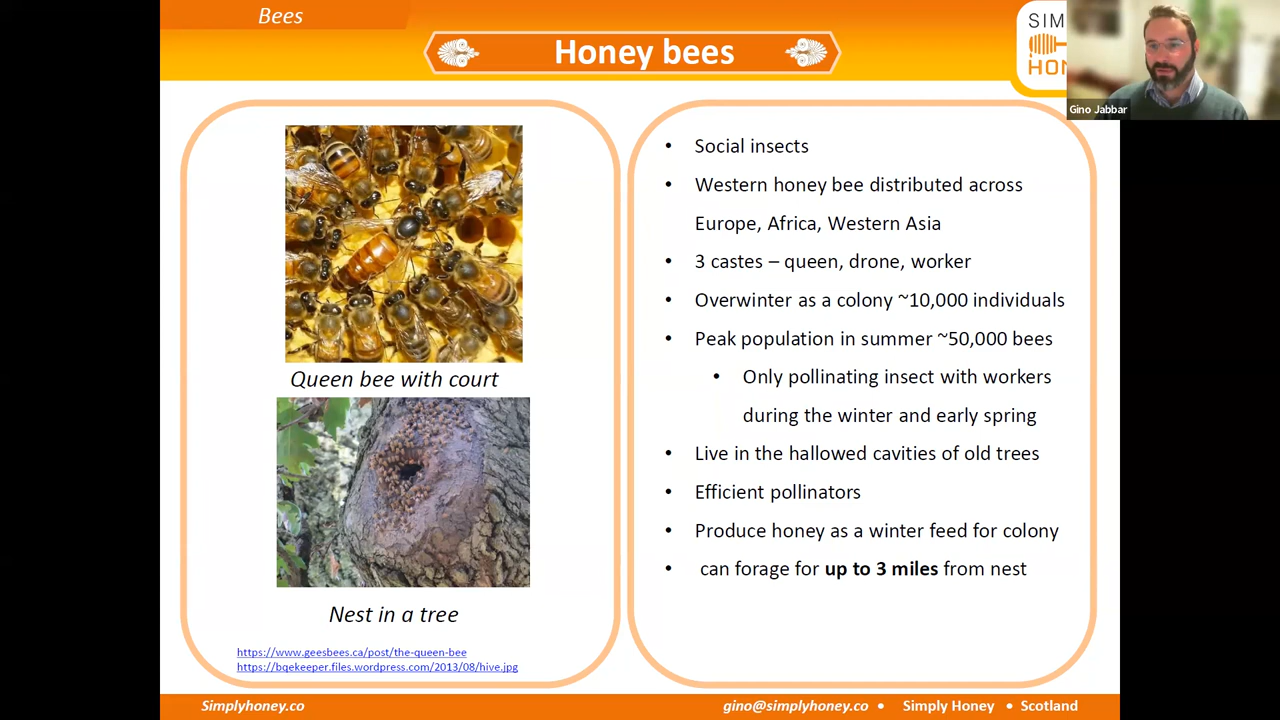 Bees
Honey bees
SIM
HON
Gino Jabbar
Queen bee with court
Nest in a tree
https://www.geesbees.ca/post/the-queen-bee
https://bqekeeper.files.wordpress.com/2013/08/hive.jpg
• Social insects
• Western honey bee distributed across
Europe, Africa, Western Asia
• 3 castes – queen, drone, worker
• Overwinter as a colony ~10,000 individuals
• Peak population in summer ~50,000 bees
• Only pollinating insect with workers
during the winter and early spring
• Live in the hallowed cavities of old trees
• Efficient pollinators
• Produce honey as a winter feed for colony
• can forage for up to 3 miles from nest
Simplyhoney.co
gino@simplyhoney.co • Simply Honey • Scotland